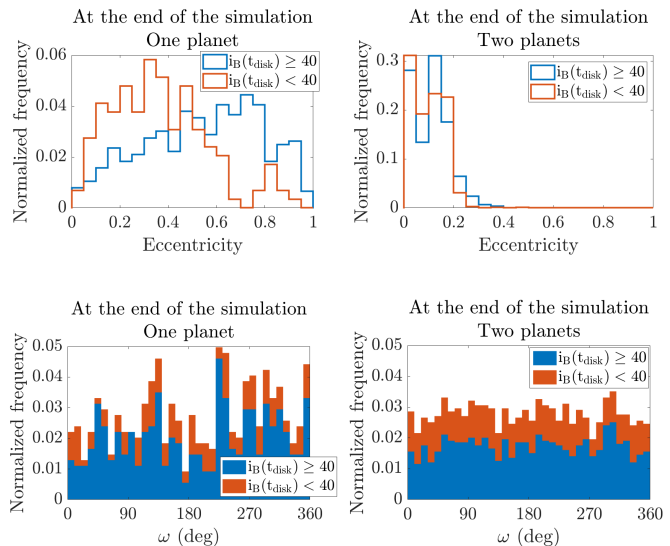 At the end of the simulation
One planet
Normalized frequency
0.06
0.04
0.02
0
i_B(t_disk) ≥ 40
i_B(t_disk) < 40
0 0.2 0.4 0.6 0.8 1
Eccentricity
At the end of the simulation
Two planets
Normalized frequency
0.3
0.2
0.1
0
i_B(t_disk) ≥ 40
i_B(t_disk) < 40
0 0.2 0.4 0.6 0.8 1
Eccentricity
At the end of the simulation
One planet
Normalized frequency
0.05
0.04
0.03
0.02
0.01
0
i_B(t_disk) ≥ 40
i_B(t_disk) < 40
0 90 180 270 360
ω (deg)
At the end of the simulation
Two planets
Normalized frequency
0.05
0.04
0.03
0.02
0.01
0
i_B(t_disk) ≥ 40
i_B(t_disk) < 40
0 90 180 270 360
ω (deg)